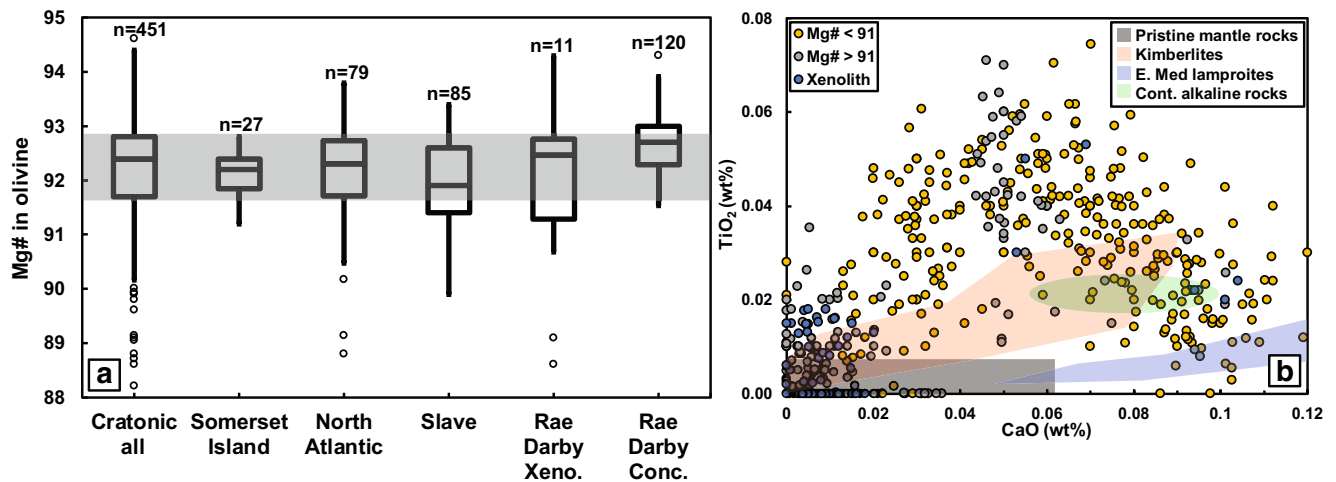 95
94
93
92
91
90
89
88
Mg# in olivine
n=451
n=27
n=79
n=85
n=11
n=120
a
Cratonic
all
Somerset
Island
North
Atlantic
Slave
Rae
Darby
Xeno.
Rae
Darby
Conc.
0.08
0.06
0.04
0.02
0.00
TiO₂ (wt%)
Mg# < 91
Mg# > 91
Xenolith
Pristine mantle rocks
Kimberlites
E. Med lamproites
Cont. alkaline rocks
b
0
0.02
0.04
0.06
0.08
0.1
0.12
CaO (wt%)